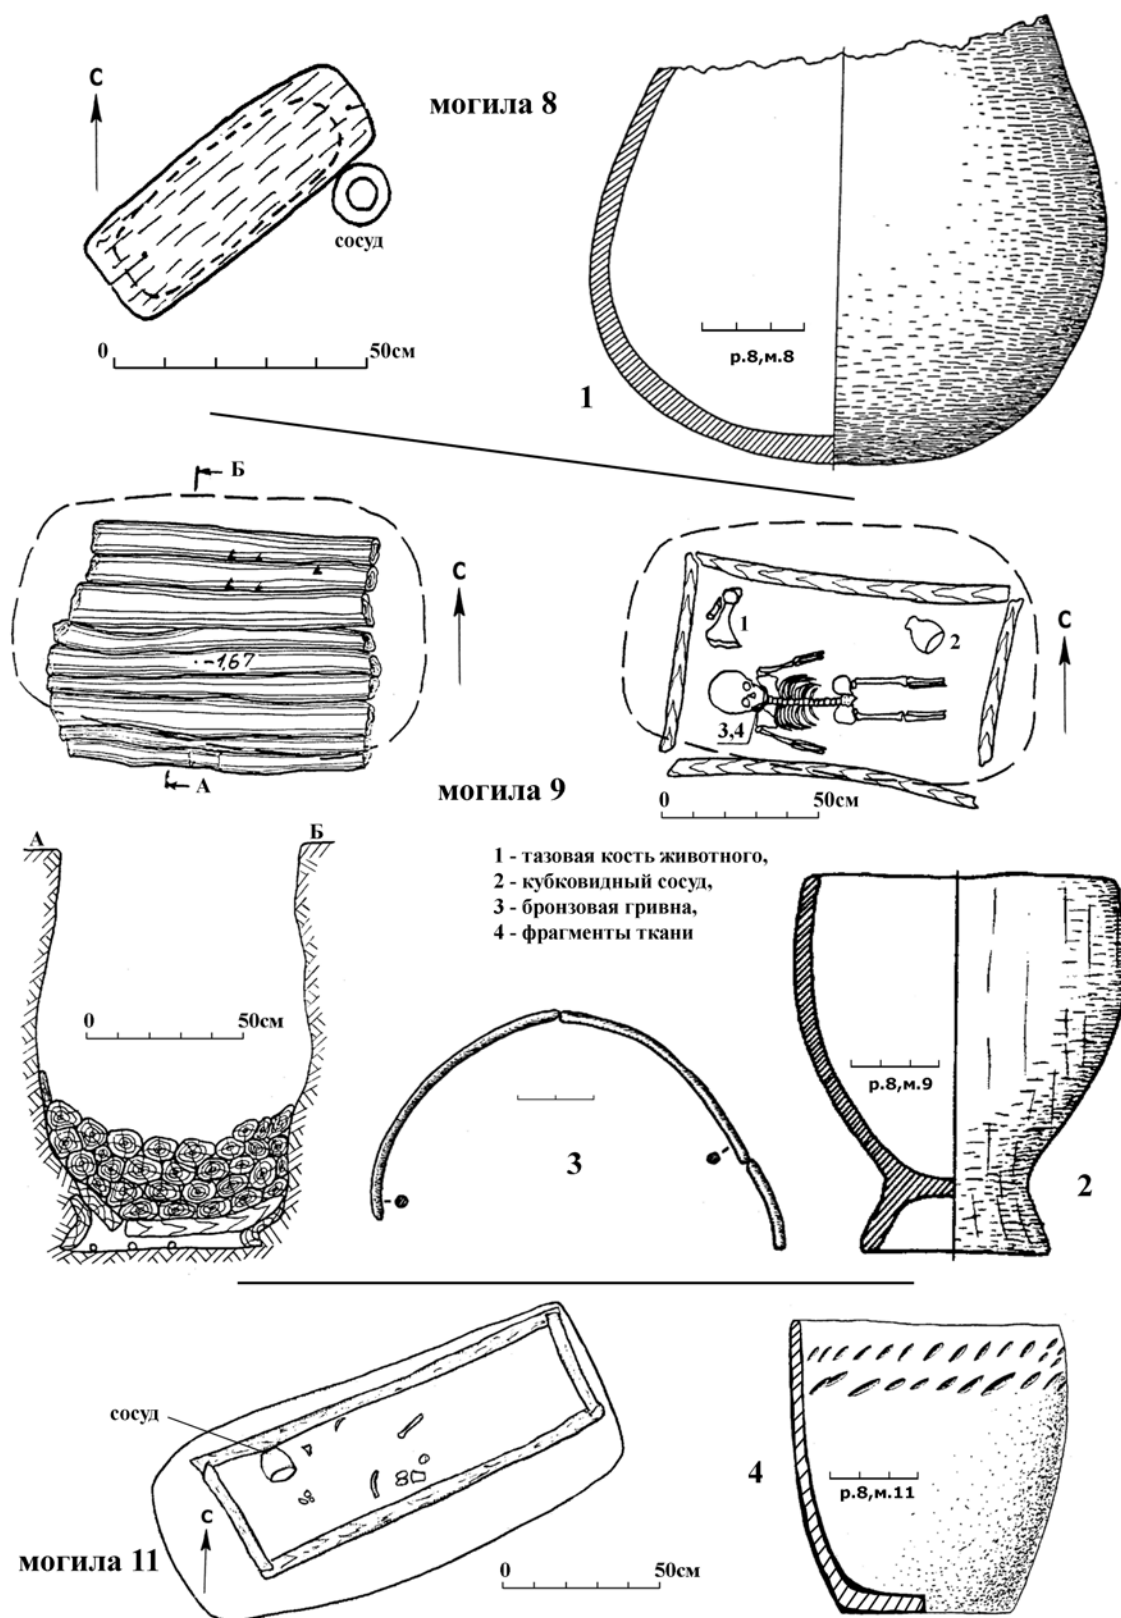 С
могила 8
сосуд
0 50см
р.8,м.8
1
Б
С
-1,67
А
1
2
3,4
С
могила 9
0 50см
А Б
0 50см
1 - тазовая кость животного,
2 - кубковидный сосуд,
3 - бронзовая гривна,
4 - фрагменты ткани
3
р.8,м.9
2
сосуд
С
могила 11
0 50см
4
р.8,м.11